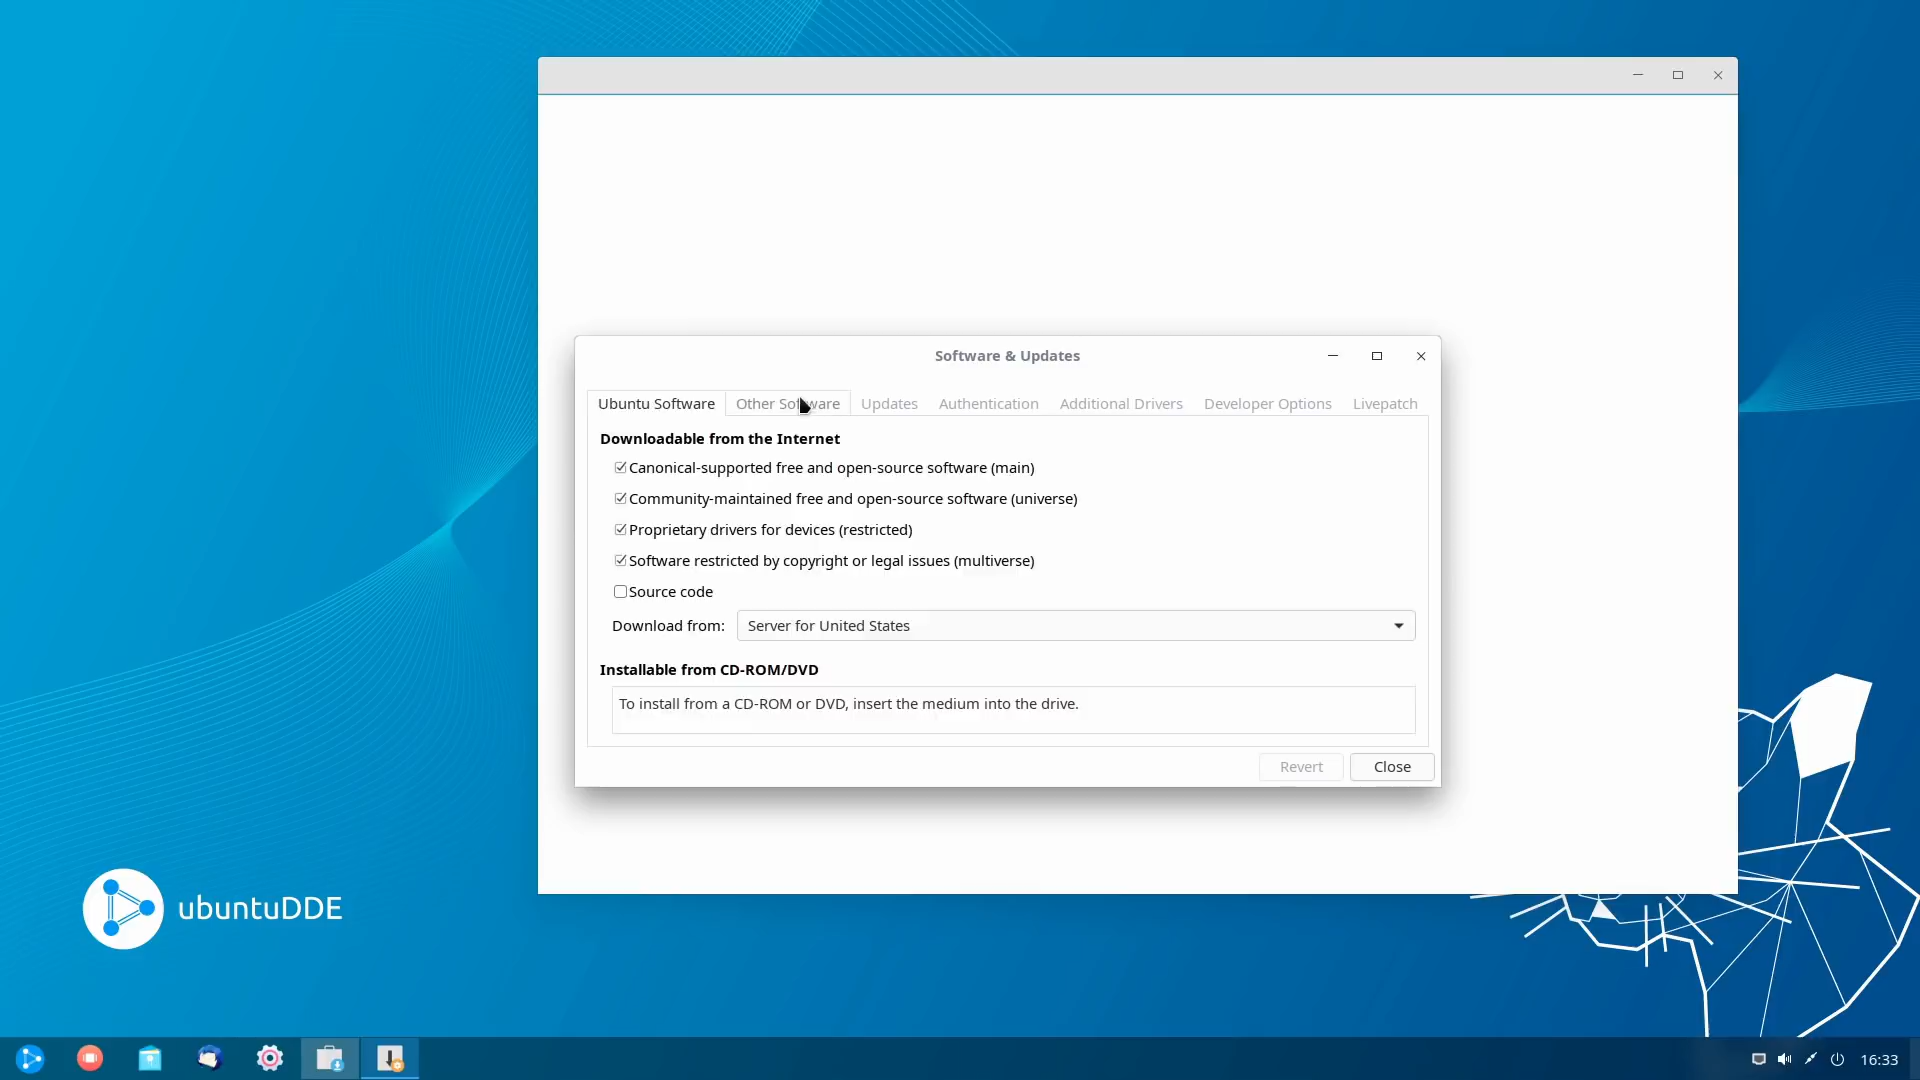 Software & Updates
Ubuntu Software Other Software Updates Authentication Additional Drivers Developer Options Livepatch
Downloadable from the Internet
Canonical-supported free and open-source software (main)
Community-maintained free and open-source software (universe)
Proprietary drivers for devices (restricted)
Software restricted by copyright or legal issues (multiverse)
Source code
Download from: Server for United States
Installable from CD-ROM/DVD
To install from a CD-ROM or DVD, insert the medium into the drive.
Revert Close
ubuntuDDE
16:33